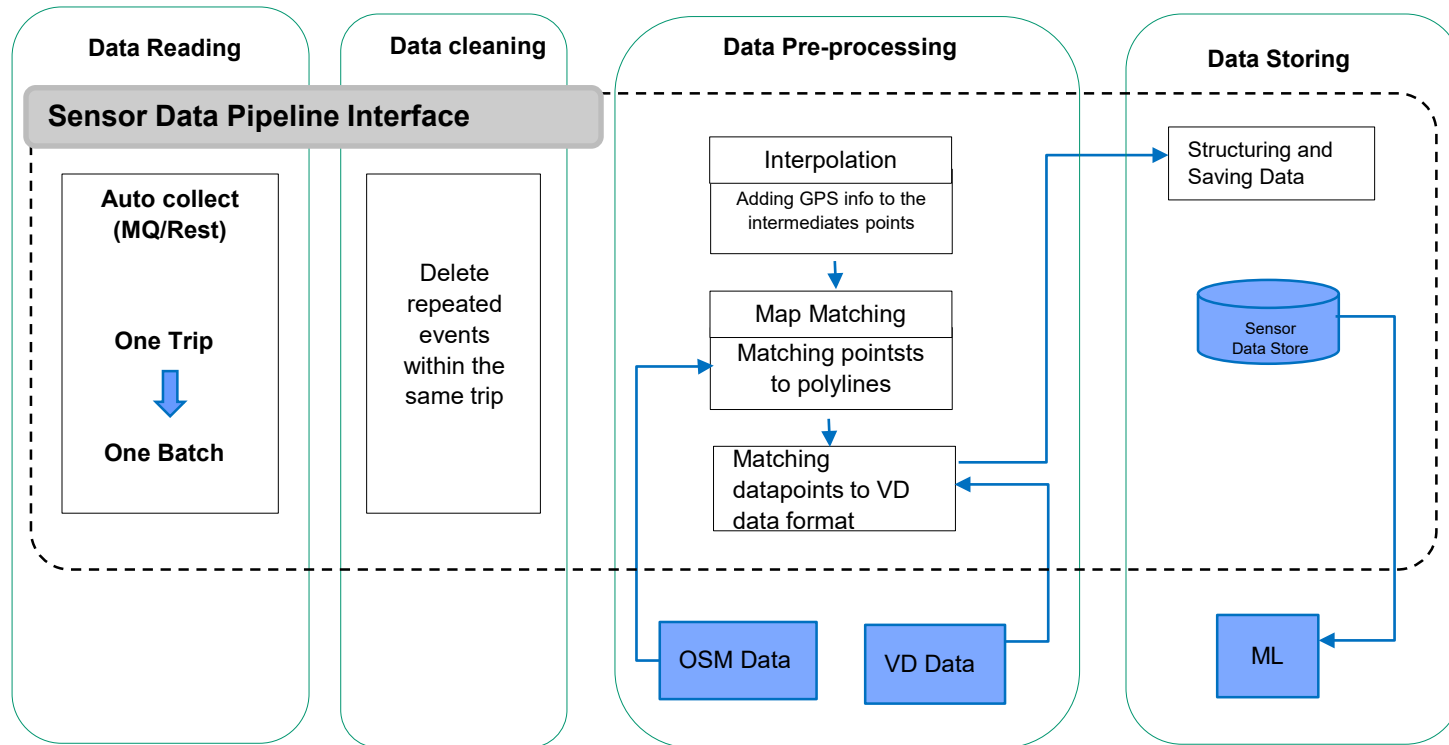 Data Reading
Data cleaning
Data Pre-processing
Data Storing
Sensor Data Pipeline Interface
Auto collect
(MQ/Rest)
One Trip
One Batch
Delete
repeated
events
within the
same trip
Interpolation
Adding GPS info to the
intermediates points
Map Matching
Matching pointsts
to polylines
Matching
datapoints to VD
data format
OSM Data
VD Data
Structuring and
Saving Data
Sensor
Data Store
ML